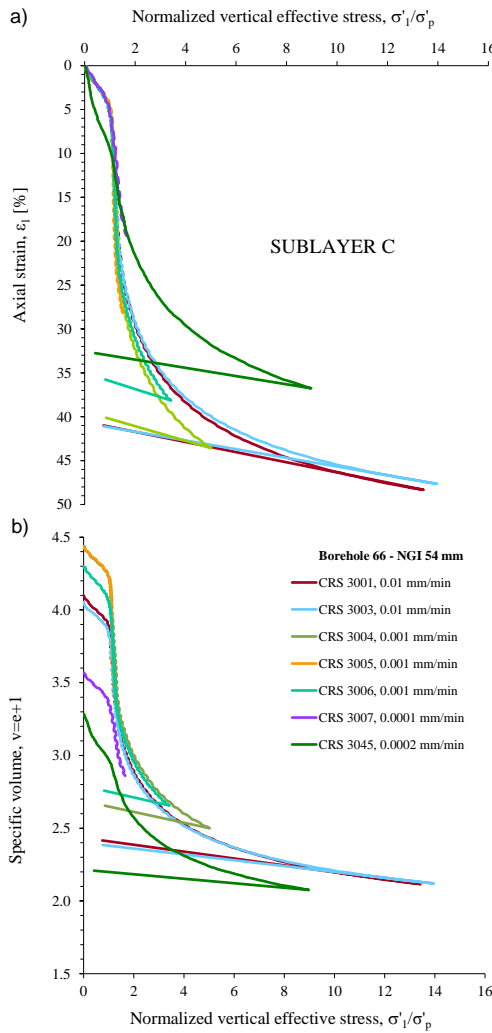 a)
Normalized vertical effective stress, σ'1/σ'p
0 2 4 6 8 10 12 14 16
0
5
10
15
20
25
30
35
40
45
50
Axial strain, ε1 [%]
SUBLAYER C
b)
4.5
4.0
3.5
3.0
2.5
2.0
1.5
Specific volume, v=e+1
Borehole 66 - NGI 54 mm
CRS 3001, 0.01 mm/min
CRS 3003, 0.01 mm/min
CRS 3004, 0.001 mm/min
CRS 3005, 0.001 mm/min
CRS 3006, 0.001 mm/min
CRS 3007, 0.0001 mm/min
CRS 3045, 0.0002 mm/min
0 2 4 6 8 10 12 14 16
Normalized vertical effective stress, σ'1/σ'p